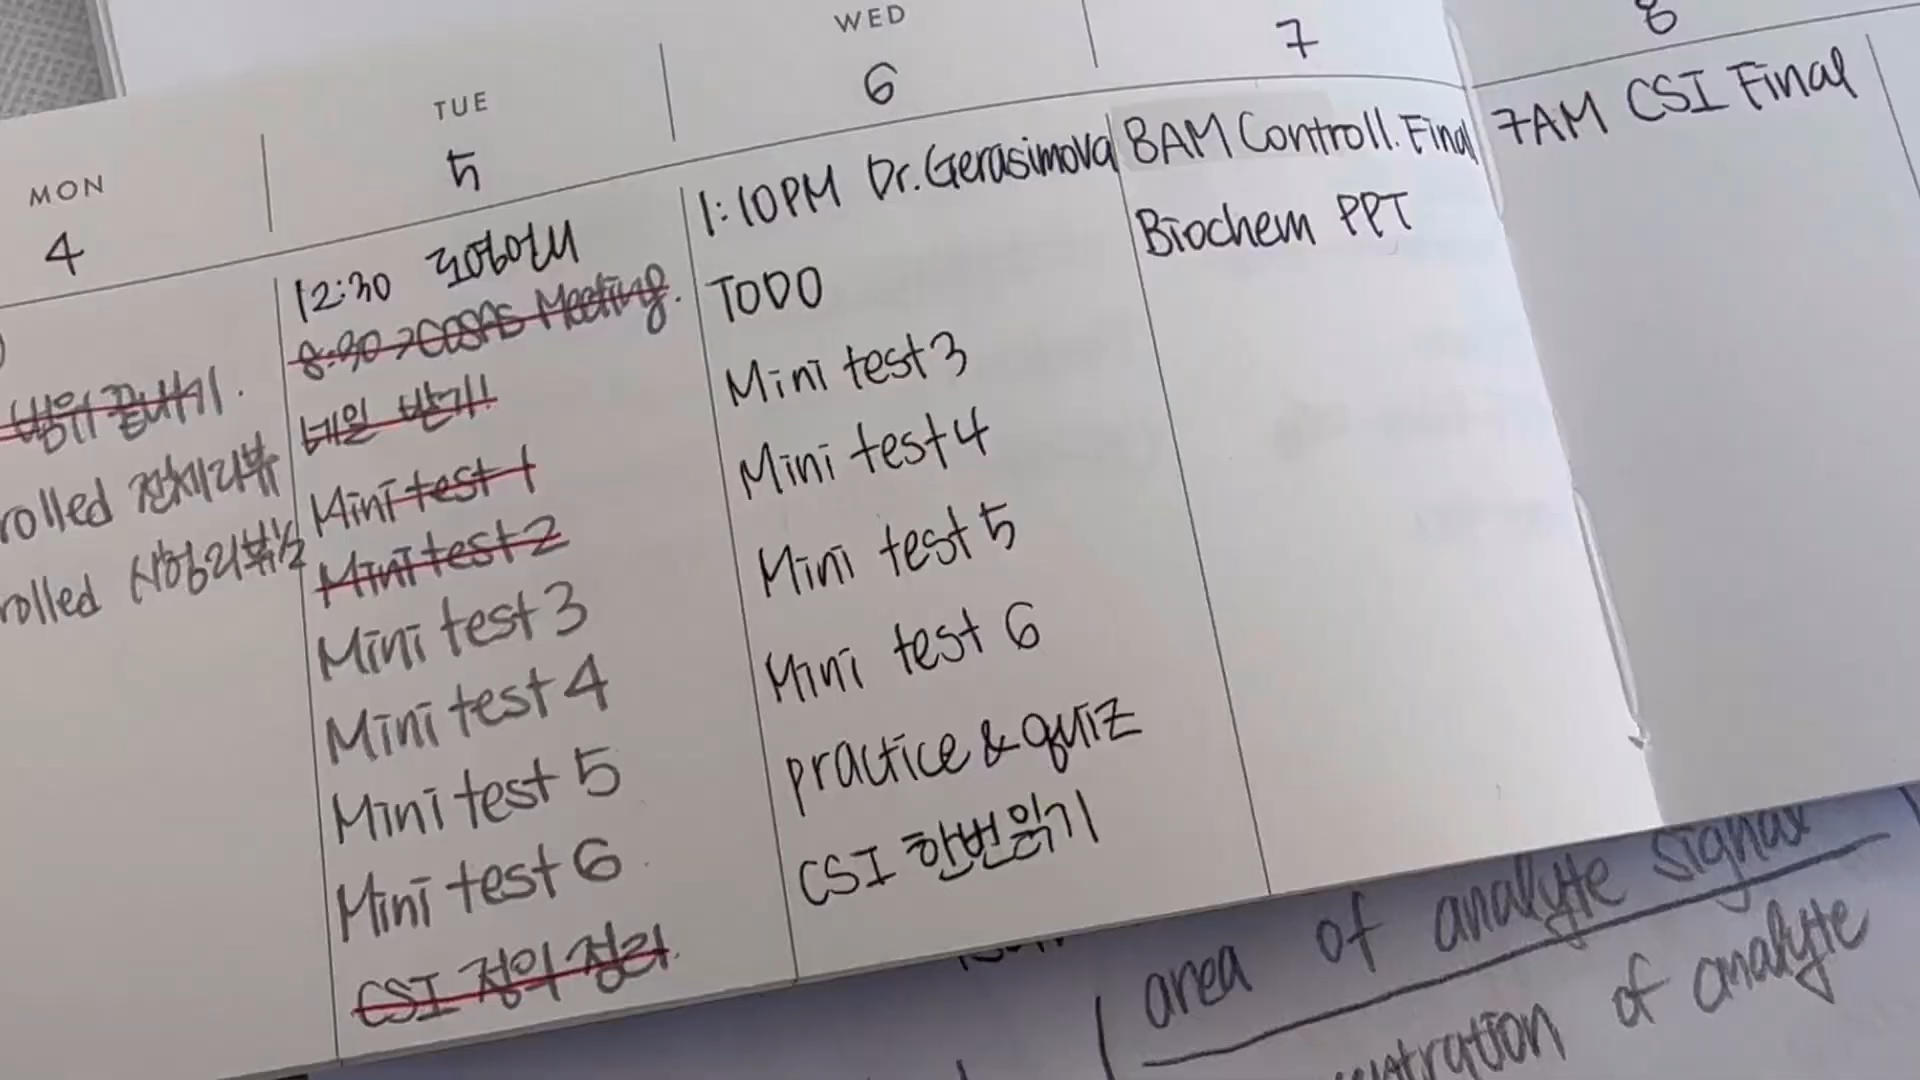 MON
4
rolled 전체리뷰
rolled 시험리뷰 1/2
TUE
5
12:30 도영언니
8:30 > COSAS Meeting.
네일 받기!!
Mini test 1
Mini test 2
Mini test 3
Mini test 4
Mini test 5
Mini test 6
CSI 정의 정리
WED
6
1:10PM Dr. Gerasimova
TODO
Mini test 3
Mini test 4
Mini test 5
Mini test 6
practice & quiz
CSI 한번읽기
7
8AM Controll. Final
Biochem PPT
8
7AM CSI Final
area of analyte signal
of analyte